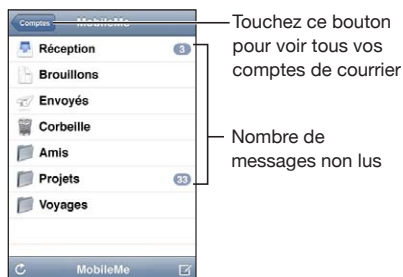 Comptes MobileMe
Réception 3
Brouillons
Envoyés
Corbeille
Amis
Projets 33
Voyages
MobileMe
Touchez ce bouton
pour voir tous vos
comptes de courrier
Nombre de
messages non lus